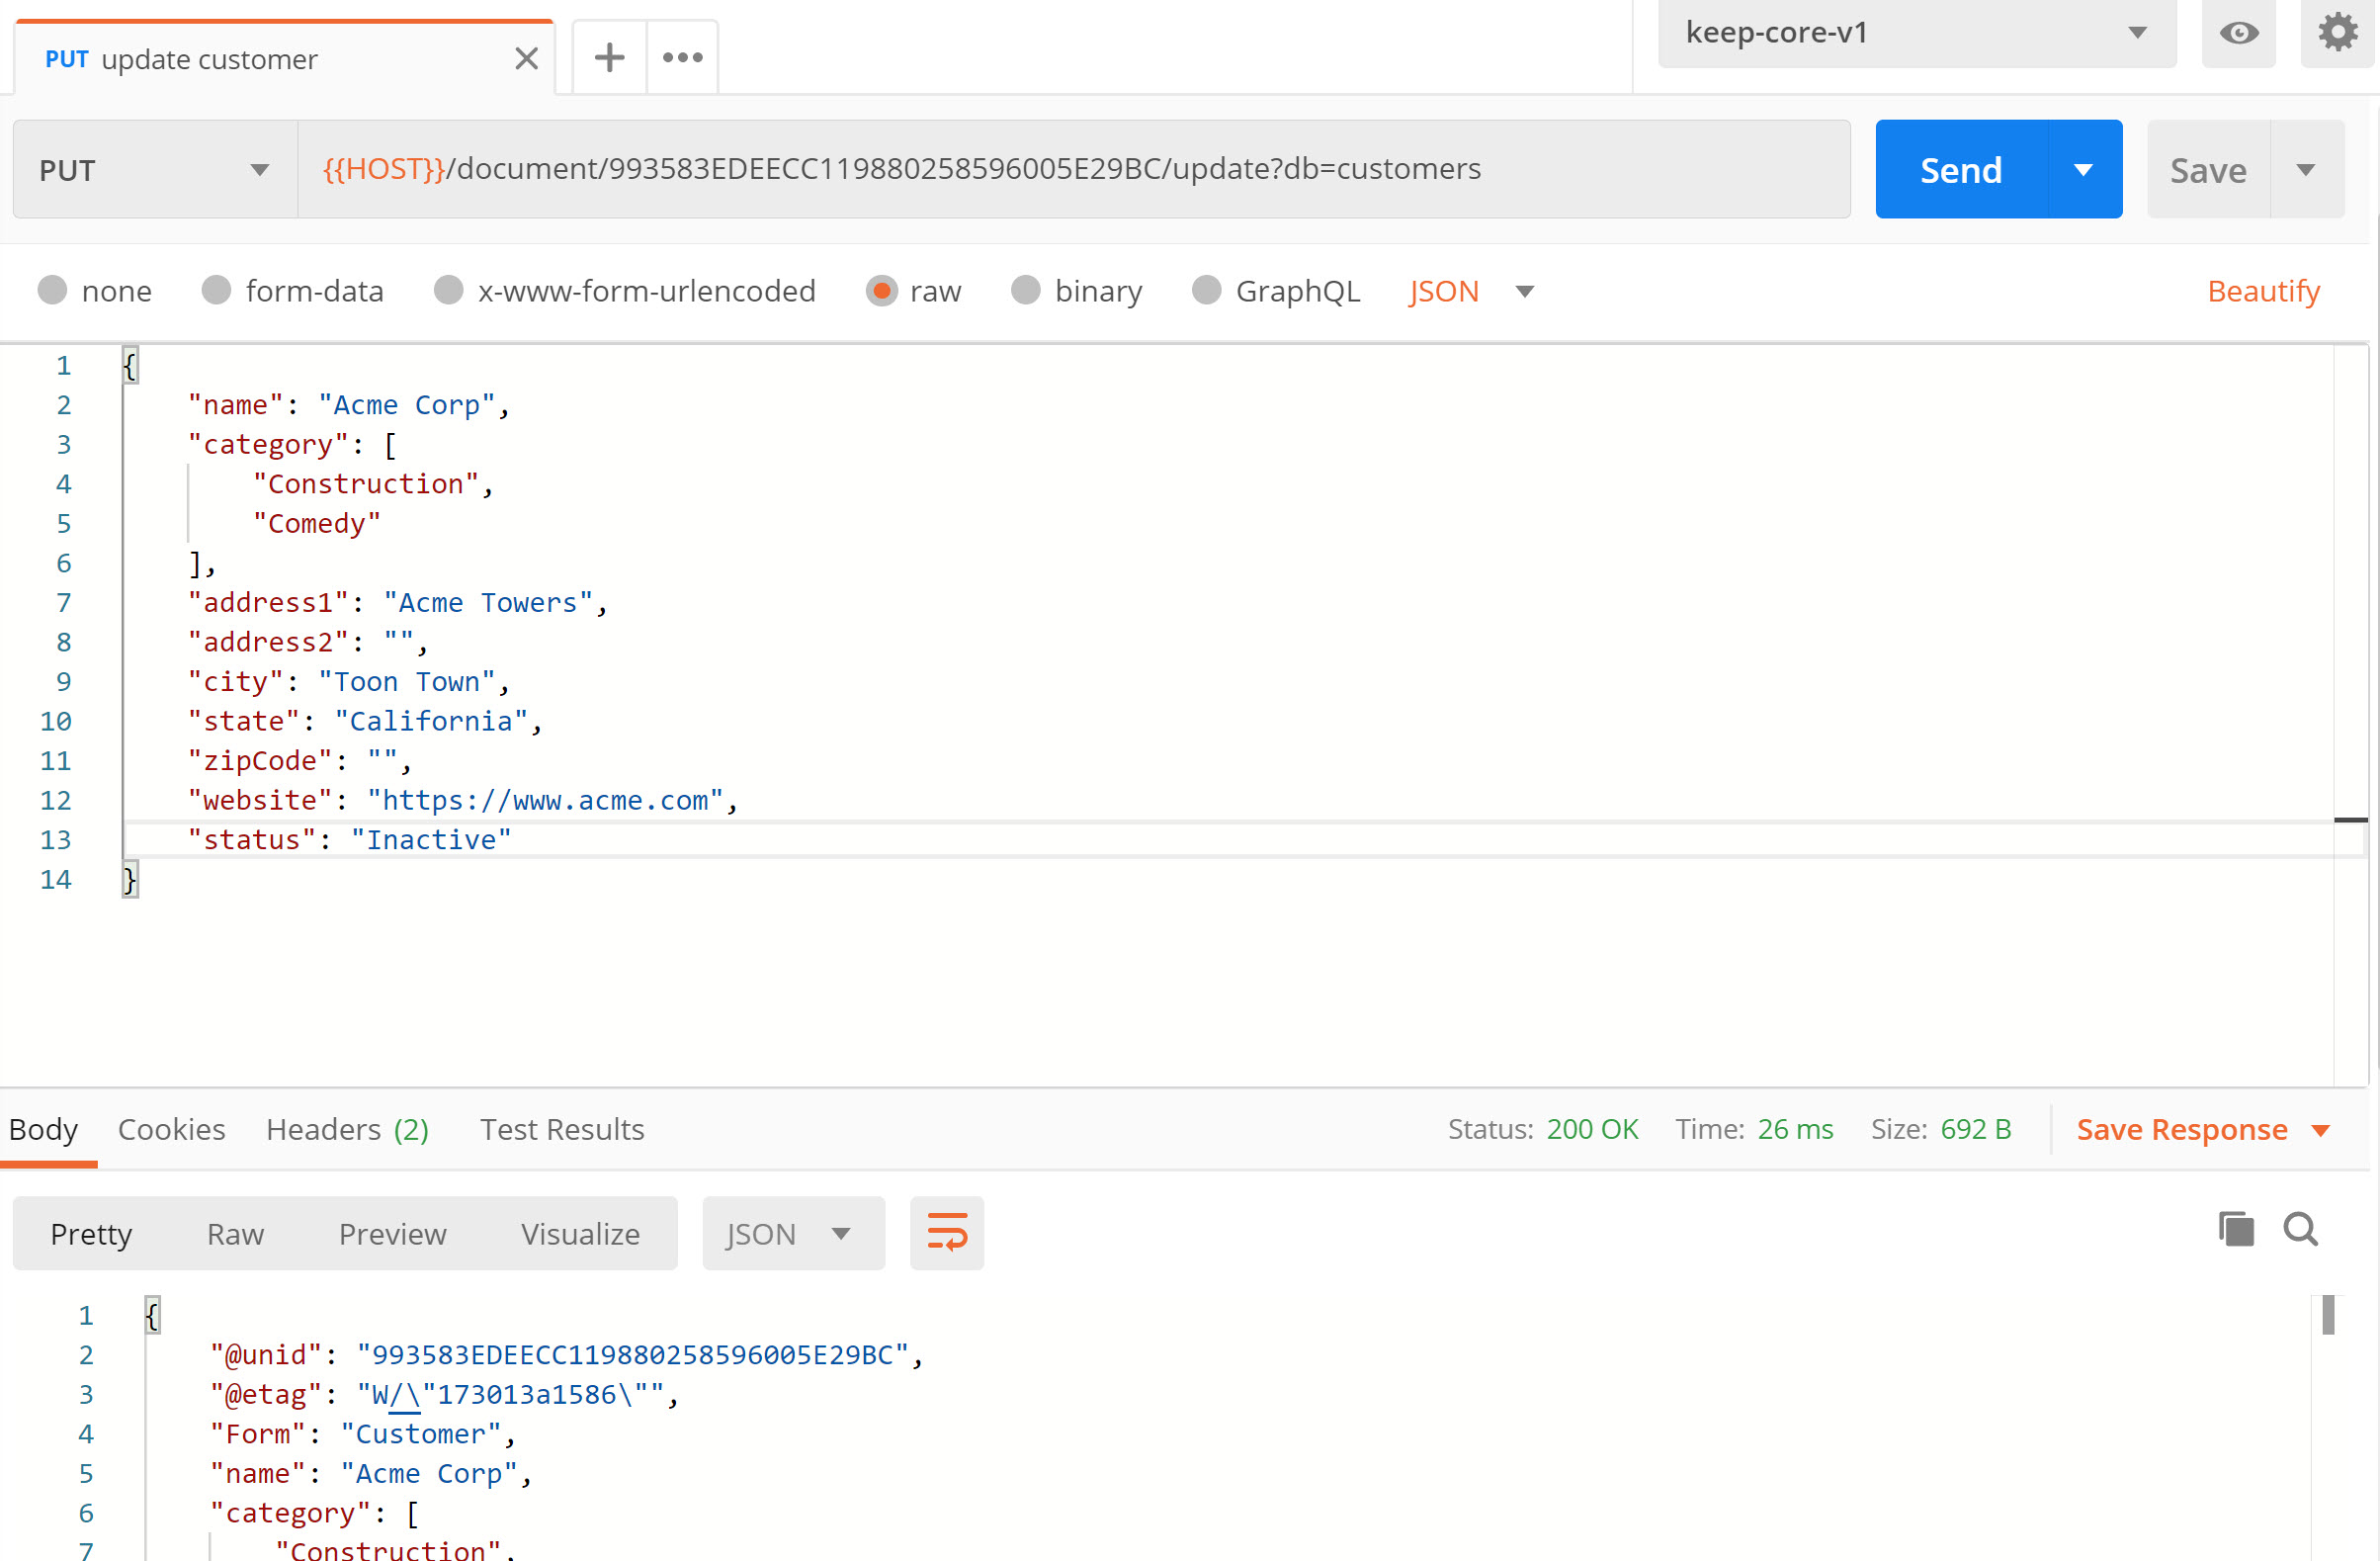 PUT update customer
keep-core-v1
PUT {{HOST}}/document/993583EDEECC119880258596005E29BC/update?db=customers Send Save
none form-data x-www-form-urlencoded raw binary GraphQL JSON Beautify
1 {
2 "name": "Acme Corp",
3 "category": [
4 "Construction",
5 "Comedy"
6 ],
7 "address1": "Acme Towers",
8 "address2": "",
9 "city": "Toon Town",
10 "state": "California",
11 "zipCode": "",
12 "website": "https://www.acme.com",
13 "status": "Inactive"
14 }
Body Cookies Headers (2) Test Results Status: 200 OK Time: 26 ms Size: 692 B Save Response
Pretty Raw Preview Visualize JSON
1 {
2 "@unid": "993583EDEECC119880258596005E29BC",
3 "@etag": "W/\"173013a1586\"",
4 "Form": "Customer",
5 "name": "Acme Corp",
6 "category": [
7 "Construction",